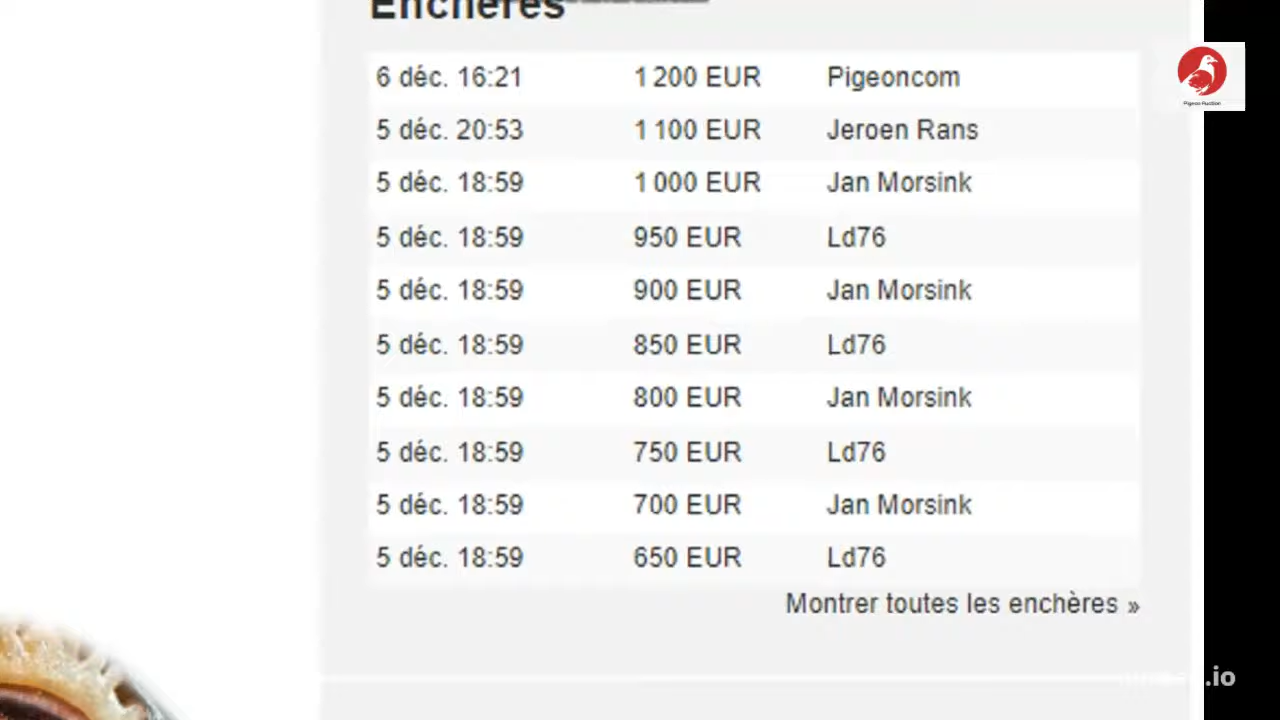 Enchères
6 déc. 16:21 1 200 EUR Pigeoncom
5 déc. 20:53 1 100 EUR Jeroen Rans
5 déc. 18:59 1 000 EUR Jan Morsink
5 déc. 18:59 950 EUR Ld76
5 déc. 18:59 900 EUR Jan Morsink
5 déc. 18:59 850 EUR Ld76
5 déc. 18:59 800 EUR Jan Morsink
5 déc. 18:59 750 EUR Ld76
5 déc. 18:59 700 EUR Jan Morsink
5 déc. 18:59 650 EUR Ld76
Montrer toutes les enchères »
Pigeon Auction
.io